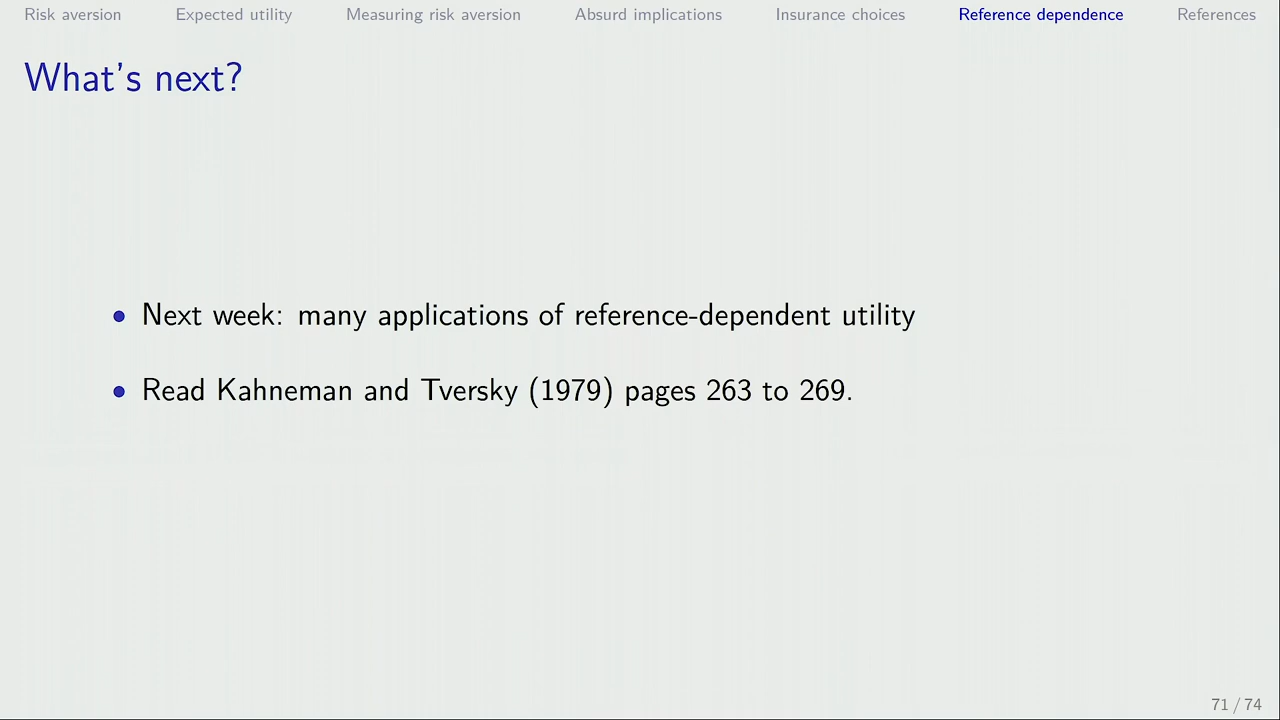 Risk aversion Expected utility Measuring risk aversion Absurd implications Insurance choices Reference dependence References
What's next?
• Next week: many applications of reference-dependent utility
• Read Kahneman and Tversky (1979) pages 263 to 269.
71 / 74